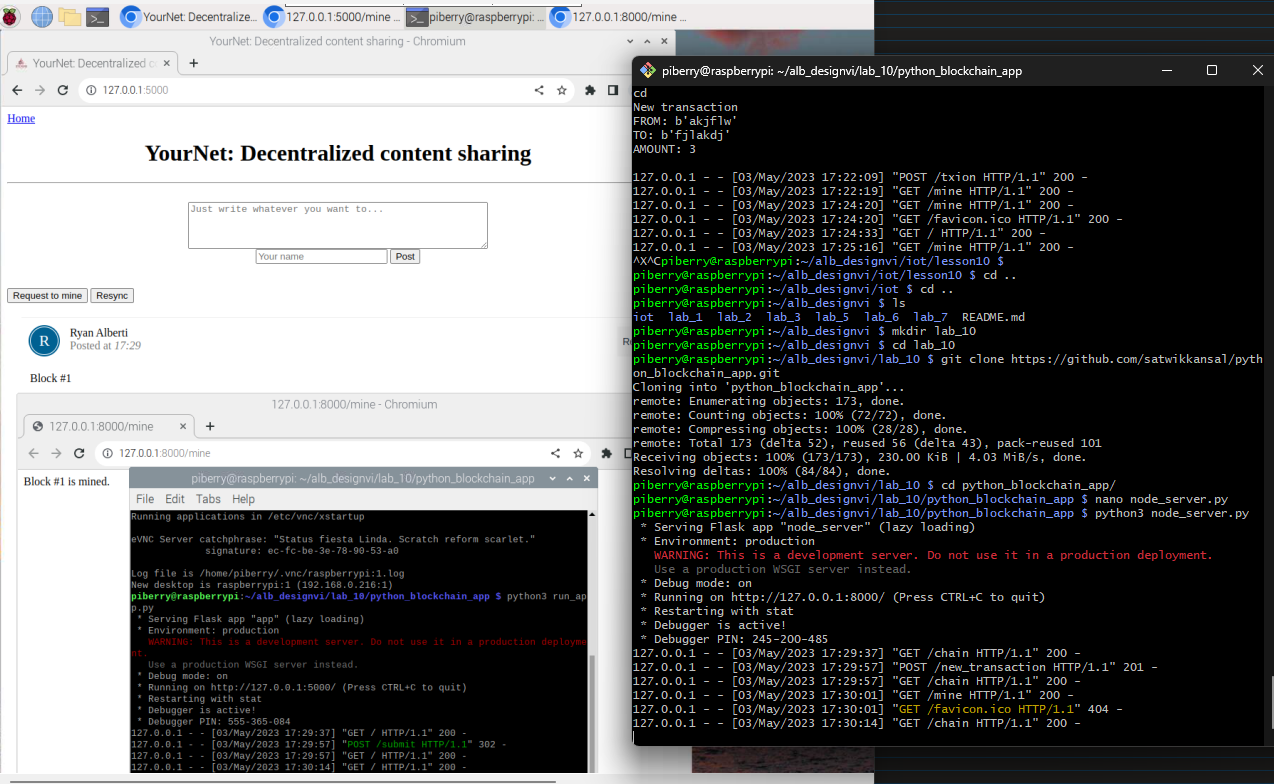 YourNet: Decentralize...
127.0.0.1:5000/mine ...
piberry@raspberrypi: ...
127.0.0.1:8000/mine ...
YourNet: Decentralized content sharing - Chromium
YourNet: Decentralized co
127.0.0.1:5000
Home
YourNet: Decentralized content sharing
Just write whatever you want to...
Your name
Post
Request to mine
Resync
R
Ryan Alberti
Posted at 17:29
Block #1
127.0.0.1:8000/mine - Chromium
127.0.0.1:8000/mine
127.0.0.1:8000/mine
Block #1 is mined.
piberry@raspberrypi: ~/alb_designvi/lab_10/python_blockchain_app
File Edit Tabs Help
Running applications in /etc/vnc/xstartup
eVNC Server catchphrase: "Status fiesta Linda. Scratch reform scarlet."
signature: ec-fc-be-3e-78-90-53-a0
Log file is /home/piberry/.vnc/raspberrypi:1.log
New desktop is raspberrypi:1 (192.168.0.216:1)
piberry@raspberrypi:~/alb_designvi/lab_10/python_blockchain_app $ python3 run_ap
p.py
* Serving Flask app "app" (lazy loading)
* Environment: production
WARNING: This is a development server. Do not use it in a production deployme
nt.
Use a production WSGI server instead.
* Debug mode: on
* Running on http://127.0.0.1:5000/ (Press CTRL+C to quit)
* Restarting with stat
* Debugger is active!
* Debugger PIN: 555-365-084
127.0.0.1 - - [03/May/2023 17:29:37] "GET / HTTP/1.1" 200 -
127.0.0.1 - - [03/May/2023 17:29:57] "POST /submit HTTP/1.1" 302 -
127.0.0.1 - - [03/May/2023 17:29:57] "GET / HTTP/1.1" 200 -
127.0.0.1 - - [03/May/2023 17:30:14] "GET / HTTP/1.1" 200 -
piberry@raspberrypi: ~/alb_designvi/lab_10/python_blockchain_app
cd
New transaction
FROM: b'akjflw'
TO: b'fjlakdj'
AMOUNT: 3
127.0.0.1 - - [03/May/2023 17:22:09] "POST /txion HTTP/1.1" 200 -
127.0.0.1 - - [03/May/2023 17:22:19] "GET /mine HTTP/1.1" 200 -
127.0.0.1 - - [03/May/2023 17:24:20] "GET /mine HTTP/1.1" 200 -
127.0.0.1 - - [03/May/2023 17:24:20] "GET /favicon.ico HTTP/1.1" 200 -
127.0.0.1 - - [03/May/2023 17:24:33] "GET / HTTP/1.1" 200 -
127.0.0.1 - - [03/May/2023 17:25:16] "GET /mine HTTP/1.1" 200 -
^X^Cpiberry@raspberrypi:~/alb_designvi/iot/lesson10 $
piberry@raspberrypi:~/alb_designvi/iot/lesson10 $ cd ..
piberry@raspberrypi:~/alb_designvi/iot $ cd ..
piberry@raspberrypi:~/alb_designvi $ ls
iot lab_1 lab_2 lab_3 lab_5 lab_6 lab_7 README.md
piberry@raspberrypi:~/alb_designvi $ mkdir lab_10
piberry@raspberrypi:~/alb_designvi $ cd lab_10
piberry@raspberrypi:~/alb_designvi/lab_10 $ git clone https://github.com/satwikkansal/pyth
on_blockchain_app.git
Cloning into 'python_blockchain_app'...
remote: Enumerating objects: 173, done.
remote: Counting objects: 100% (72/72), done.
remote: Compressing objects: 100% (28/28), done.
remote: Total 173 (delta 52), reused 56 (delta 43), pack-reused 101
Receiving objects: 100% (173/173), 230.00 KiB | 4.03 MiB/s, done.
Resolving deltas: 100% (84/84), done.
piberry@raspberrypi:~/alb_designvi/lab_10 $ cd python_blockchain_app/
piberry@raspberrypi:~/alb_designvi/lab_10/python_blockchain_app $ nano node_server.py
piberry@raspberrypi:~/alb_designvi/lab_10/python_blockchain_app $ python3 node_server.py
* Serving Flask app "node_server" (lazy loading)
* Environment: production
WARNING: This is a development server. Do not use it in a production deployment.
Use a production WSGI server instead.
* Debug mode: on
* Running on http://127.0.0.1:8000/ (Press CTRL+C to quit)
* Restarting with stat
* Debugger is active!
* Debugger PIN: 245-200-485
127.0.0.1 - - [03/May/2023 17:29:37] "GET /chain HTTP/1.1" 200 -
127.0.0.1 - - [03/May/2023 17:29:57] "POST /new_transaction HTTP/1.1" 201 -
127.0.0.1 - - [03/May/2023 17:29:57] "GET /chain HTTP/1.1" 200 -
127.0.0.1 - - [03/May/2023 17:30:01] "GET /mine HTTP/1.1" 200 -
127.0.0.1 - - [03/May/2023 17:30:01] "GET /favicon.ico HTTP/1.1" 404 -
127.0.0.1 - - [03/May/2023 17:30:14] "GET /chain HTTP/1.1" 200 -